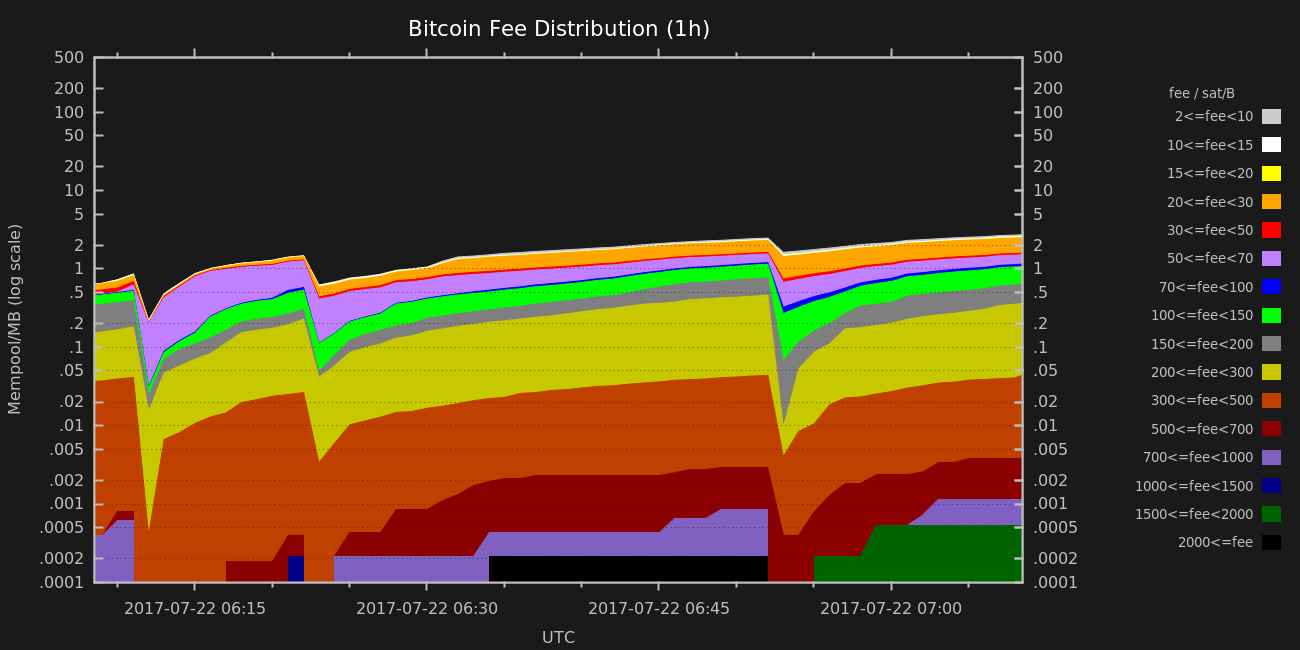 Bitcoin Fee Distribution (1h)
500
200
100
50
20
10
5
2
1
.5
.2
.1
.05
.02
.01
.005
.002
.001
.0005
.0002
.0001
Mempool/MB (log scale)
500
200
100
50
20
10
5
2
1
.5
.2
.1
.05
.02
.01
.005
.002
.001
.0005
.0002
.0001
2017-07-22 06:15
2017-07-22 06:30
2017-07-22 06:45
2017-07-22 07:00
UTC
fee / sat/B
2<=fee<10
10<=fee<15
15<=fee<20
20<=fee<30
30<=fee<50
50<=fee<70
70<=fee<100
100<=fee<150
150<=fee<200
200<=fee<300
300<=fee<500
500<=fee<700
700<=fee<1000
1000<=fee<1500
1500<=fee<2000
2000<=fee